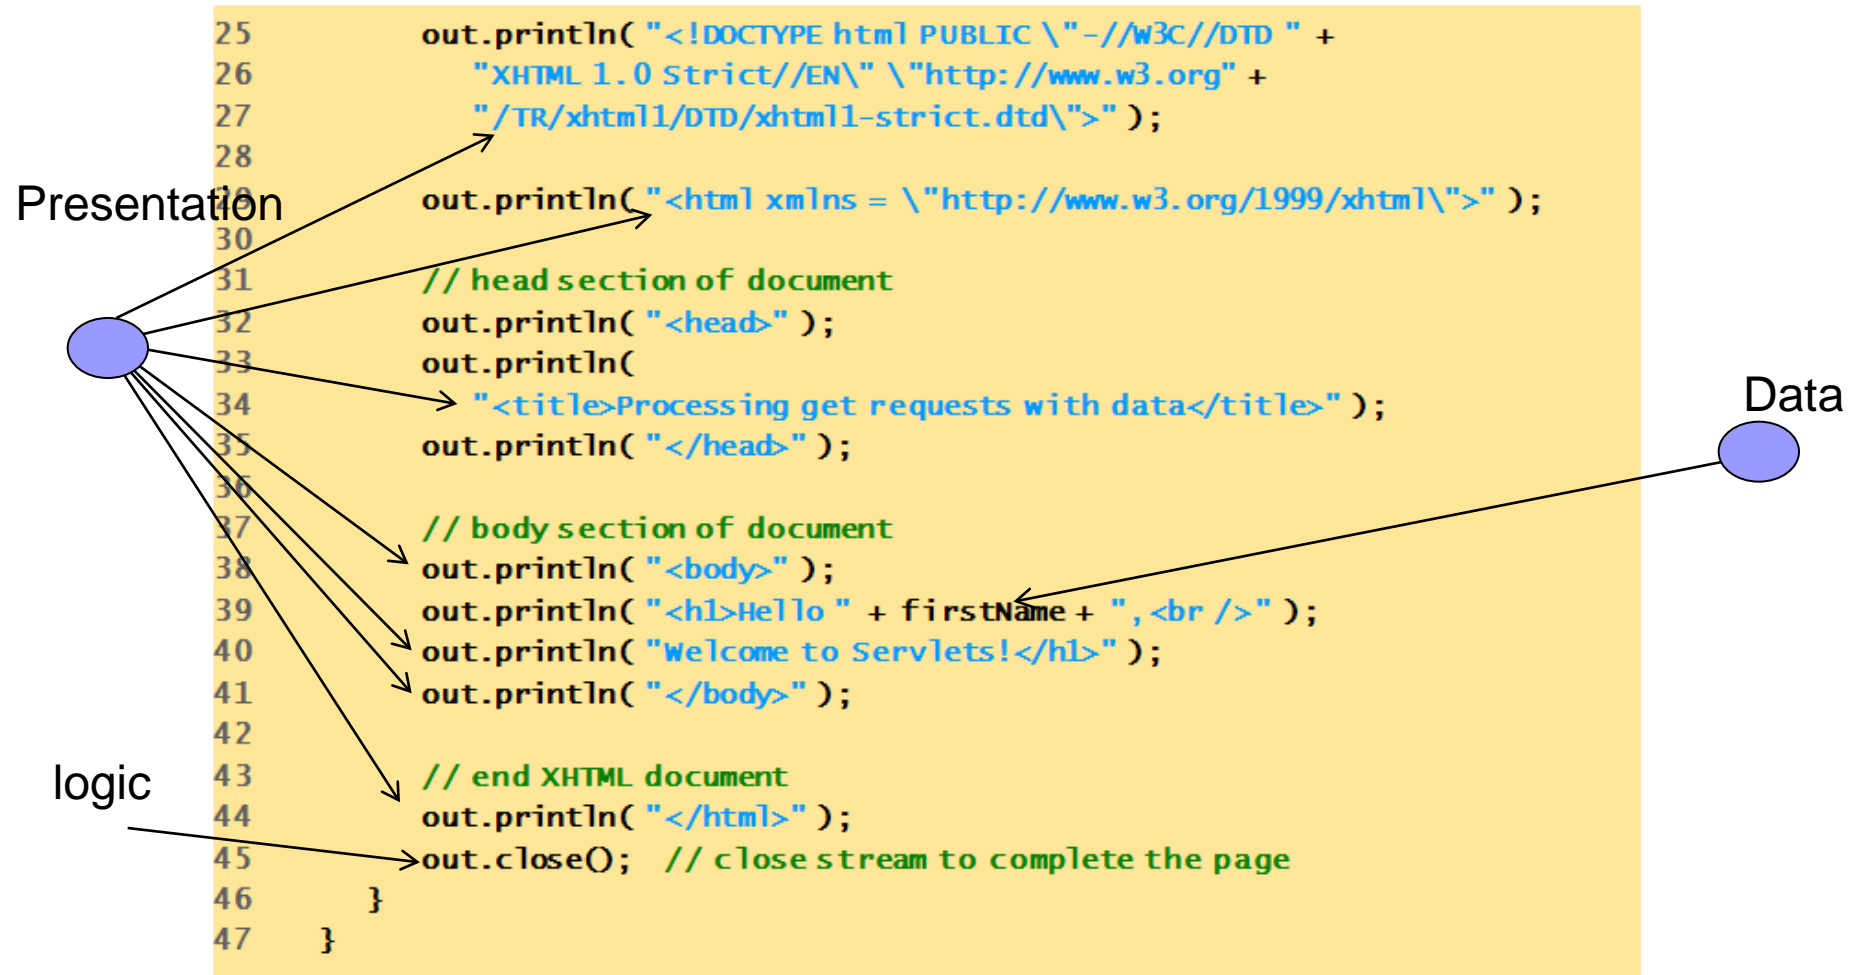 25 out.println( "<!DOCTYPE html PUBLIC \"-//W3C//DTD " +
26 "XHTML 1.0 Strict//EN\" \"http://www.w3.org" +
27 "/TR/xhtml1/DTD/xhtml1-strict.dtd\">" );
28
Presentation
29 out.println( "<html xmlns = \"http://www.w3.org/1999/xhtml\">" );
30
31 // head section of document
32 out.println( "<head>" );
33 out.println(
34 "<title>Processing get requests with data</title>" );
Data
35 out.println( "</head>" );
36
37 // body section of document
38 out.println( "<body>" );
39 out.println( "<h1>Hello " + firstName + ",<br />" );
40 out.println( "Welcome to Servlets!</h1>" );
41 out.println( "</body>" );
42
43 // end XHTML document
logic
44 out.println( "</html>" );
45 out.close(); // close stream to complete the page
46 }
47 }